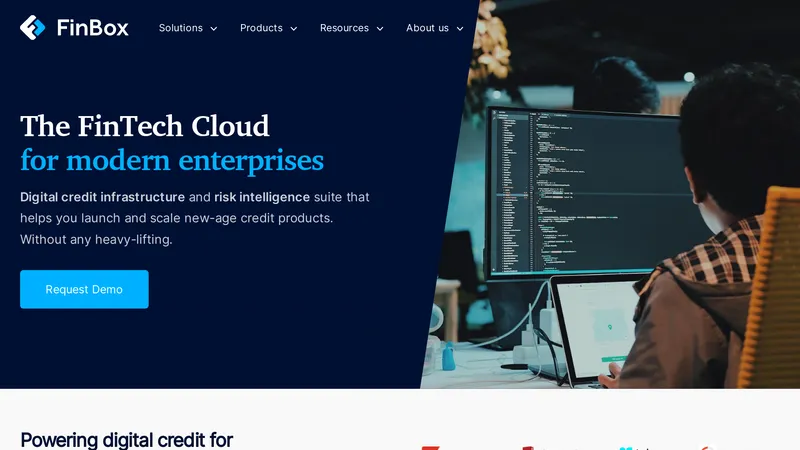 FinBox
Solutions
Products
Resources
About us
The FinTech Cloud
for modern enterprises
Digital credit infrastructure and risk intelligence suite that
helps you launch and scale new-age credit products.
Without any heavy-lifting.
Request Demo
Powering digital credit for